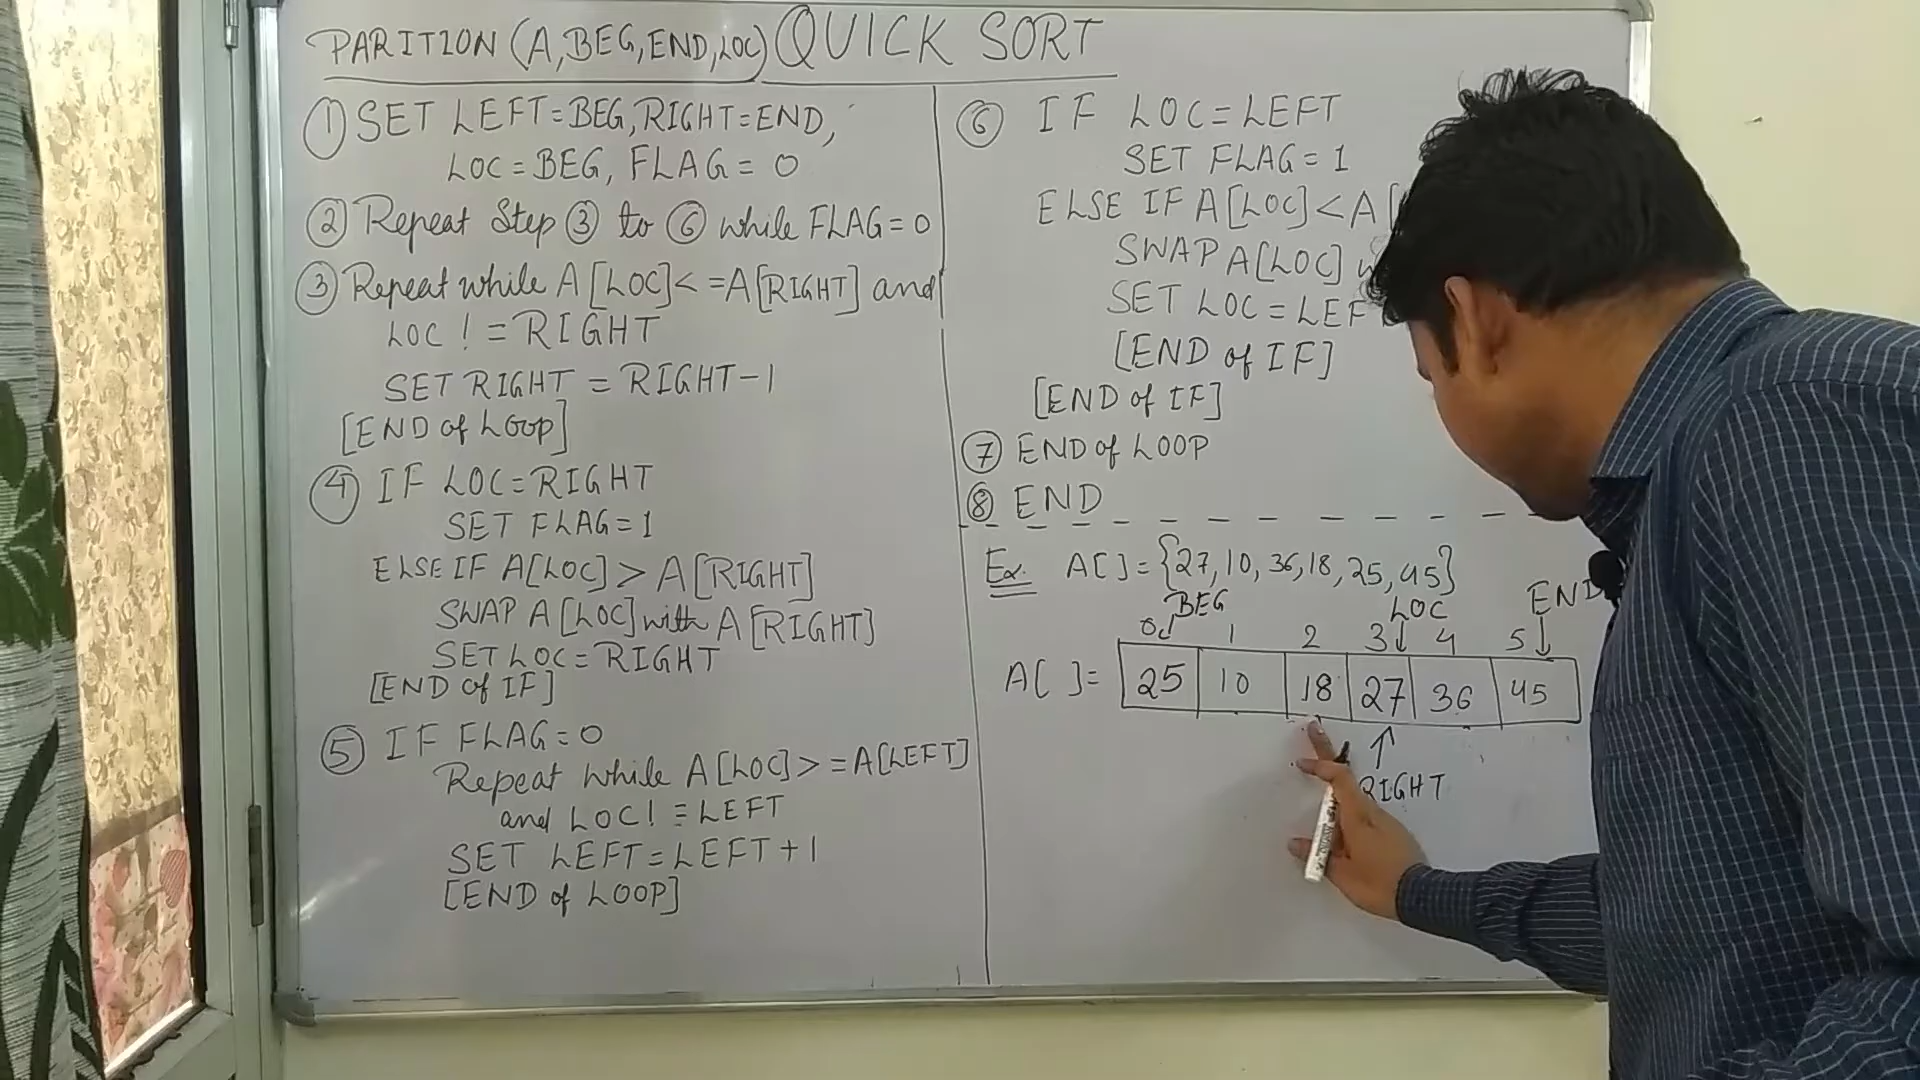 PARITION (A,BEG,END,LOC) QUICK SORT
① SET LEFT=BEG, RIGHT=END,
LOC=BEG, FLAG = 0
② Repeat Step ③ to ⑥ while FLAG=0
③ Repeat while A[LOC]<=A[RIGHT] and
LOC != RIGHT
SET RIGHT = RIGHT-1
[END of LOOP]
④ IF LOC=RIGHT
SET FLAG=1
ELSE IF A[LOC] > A[RIGHT]
SWAP A[LOC] with A[RIGHT]
SET LOC=RIGHT
[END of IF]
⑤ IF FLAG=0
Repeat while A[LOC]>=A[LEFT]
and LOC!=LEFT
SET LEFT=LEFT+1
[END of LOOP]
⑥ IF LOC=LEFT
SET FLAG=1
ELSE IF A[LOC]<A[
SWAP A[LOC]
SET LOC=LEF
[END of IF]
[END of IF]
⑦ END of LOOP
⑧ END
Ex. A[]={27,10,36,18,25,45}
BEG LOC END
0 1 2 3 4 5
A[ ]= 25 10 18 27 36 45
RIGHT